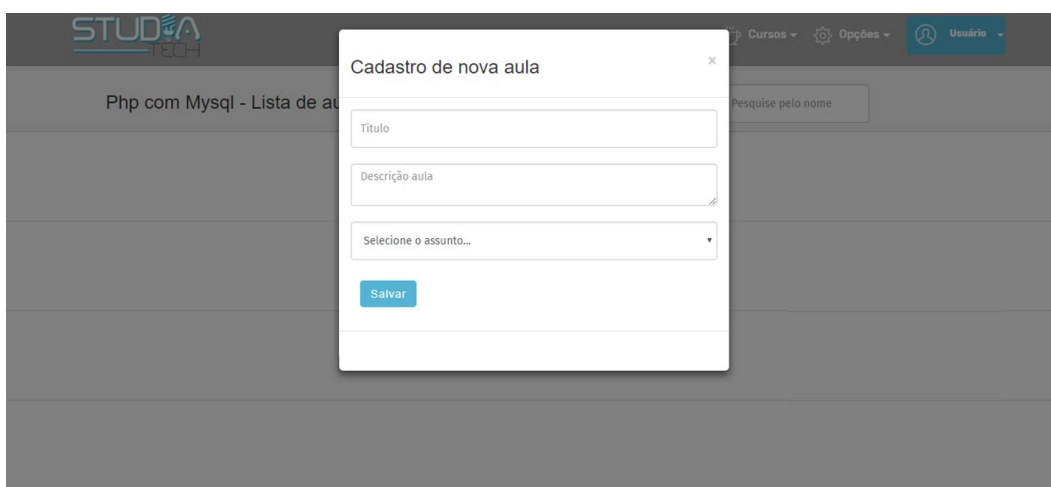 STUDIA
TECH
Cursos
Opções
Usuário
Php com Mysql - Lista de au
Pesquise pelo nome
Cadastro de nova aula
×
Título
Descrição aula
Selecione o assunto...
Salvar